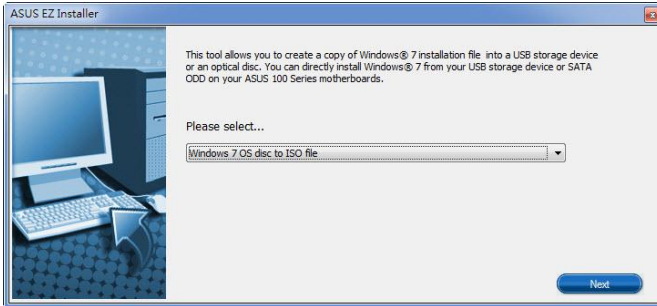 ASUS EZ Installer
This tool allows you to create a copy of Windows® 7 installation file into a USB storage device
or an optical disc. You can directly install Windows® 7 from your USB storage device or SATA
ODD on your ASUS 100 Series motherboards.
Please select...
Windows 7 OS disc to ISO file
Next